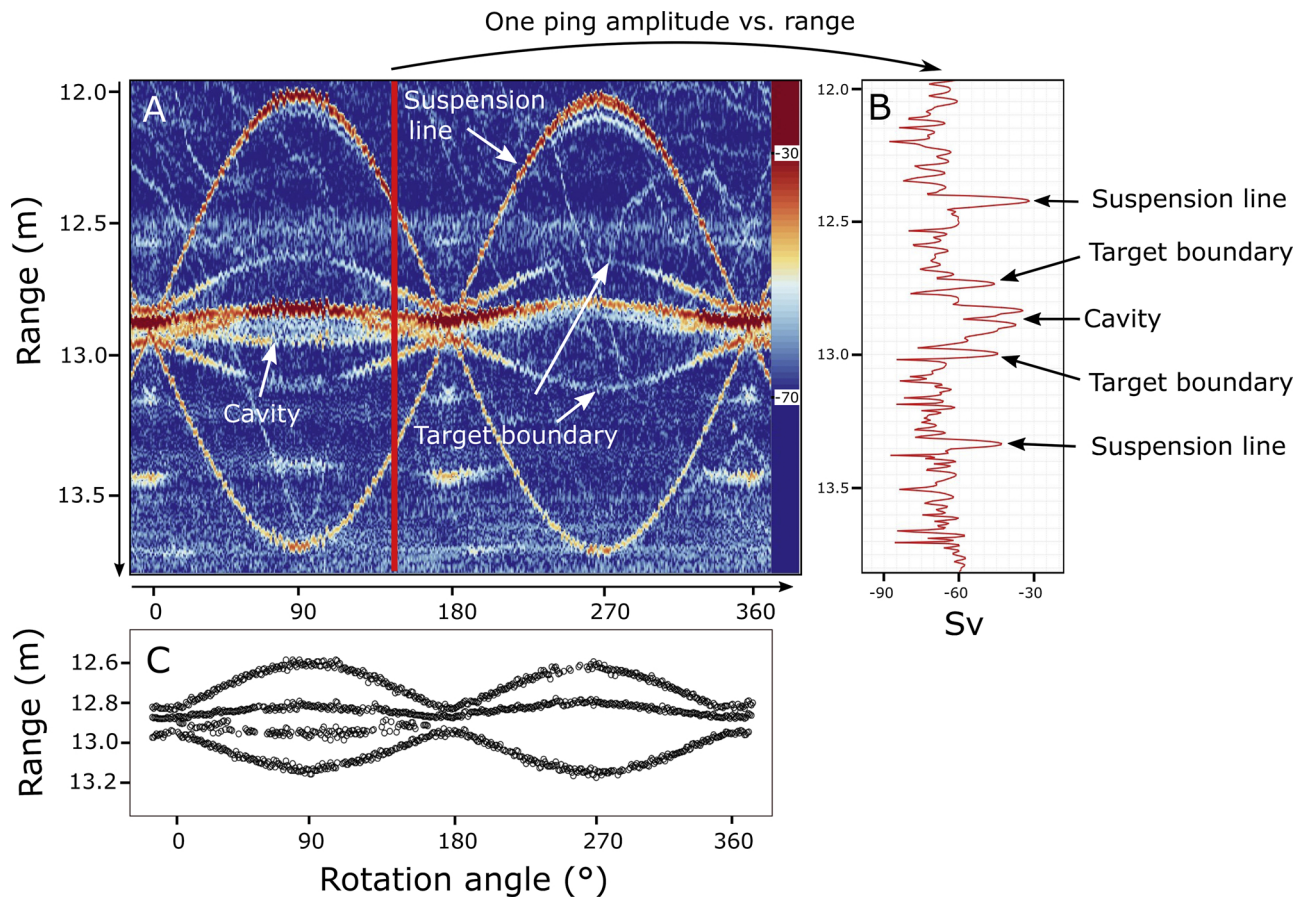 One ping amplitude vs. range
A
Suspension
line
12.0
12.5
13.0
13.5
Range (m)
-30
-70
Cavity
Target boundary
0
90
180
270
360
B
12.0
12.5
13.0
13.5
Suspension line
Target boundary
Cavity
Target boundary
Suspension line
-90
-60
-30
Sv
C
12.6
12.8
13.0
13.2
Range (m)
0
90
180
270
360
Rotation angle (°)